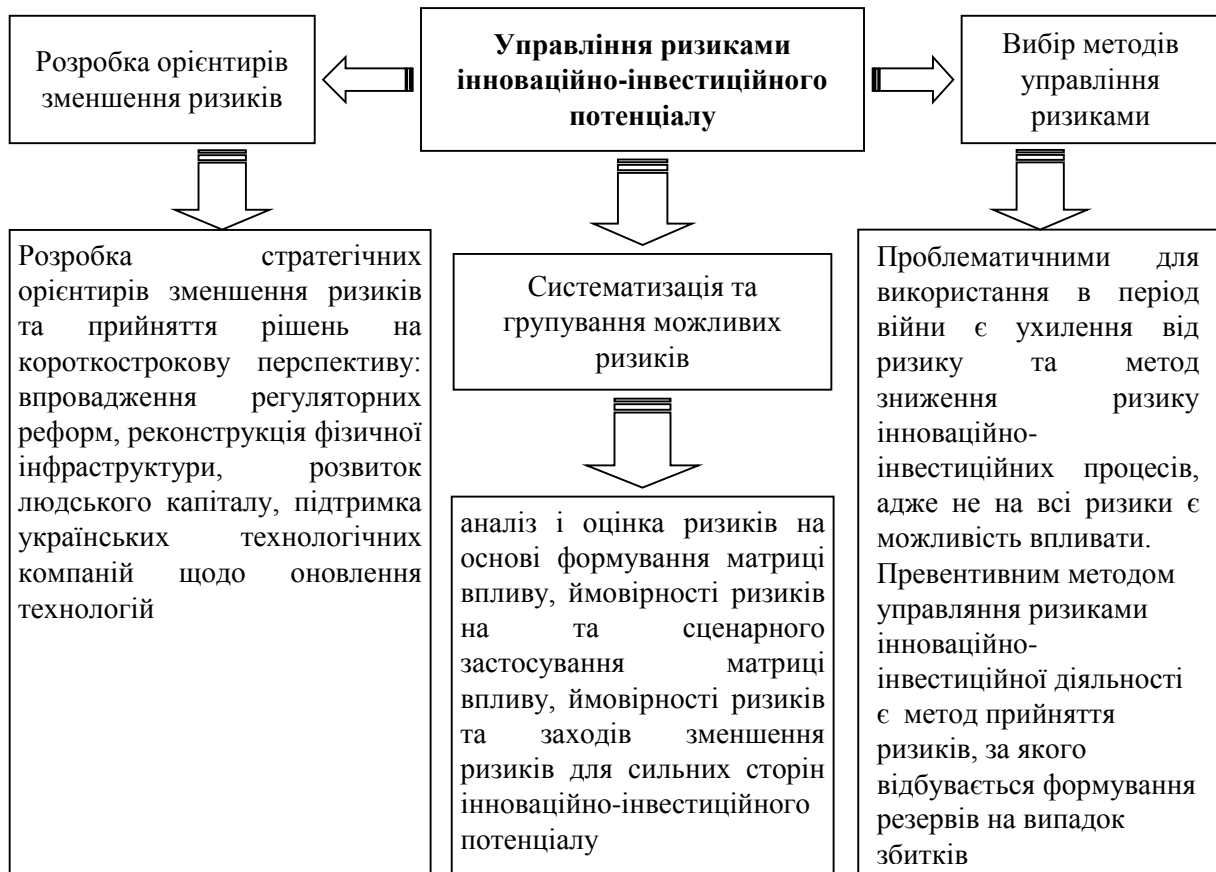 Розробка орієнтирів
зменшення ризиків
Управління ризиками
інноваційно-інвестиційного
потенціалу
Вибір методів
управління
ризиками
Розробка стратегічних
орієнтирів зменшення ризиків
та прийняття рішень на
короткострокову перспективу:
впровадження регуляторних
реформ, реконструкція фізичної
інфраструктури, розвиток
людського капіталу, підтримка
українських технологічних
компаній щодо оновлення
технологій
Систематизація та
групування можливих
ризиків
аналіз і оцінка ризиків на
основі формування матриці
впливу, ймовірності ризиків
на та сценарного
застосування матриці
впливу, ймовірності ризиків
та заходів зменшення
ризиків для сильних сторін
інноваційно-інвестиційного
потенціалу
Проблематичними для
використання в період
війни є ухилення від
ризику та метод
зниження ризику
інноваційно-
інвестиційних процесів,
адже не на всі ризики є
можливість впливати.
Превентивним методом
управляння ризиками
інноваційно-
інвестиційної діяльності
є метод прийняття
ризиків, за якого
відбувається формування
резервів на випадок
збитків